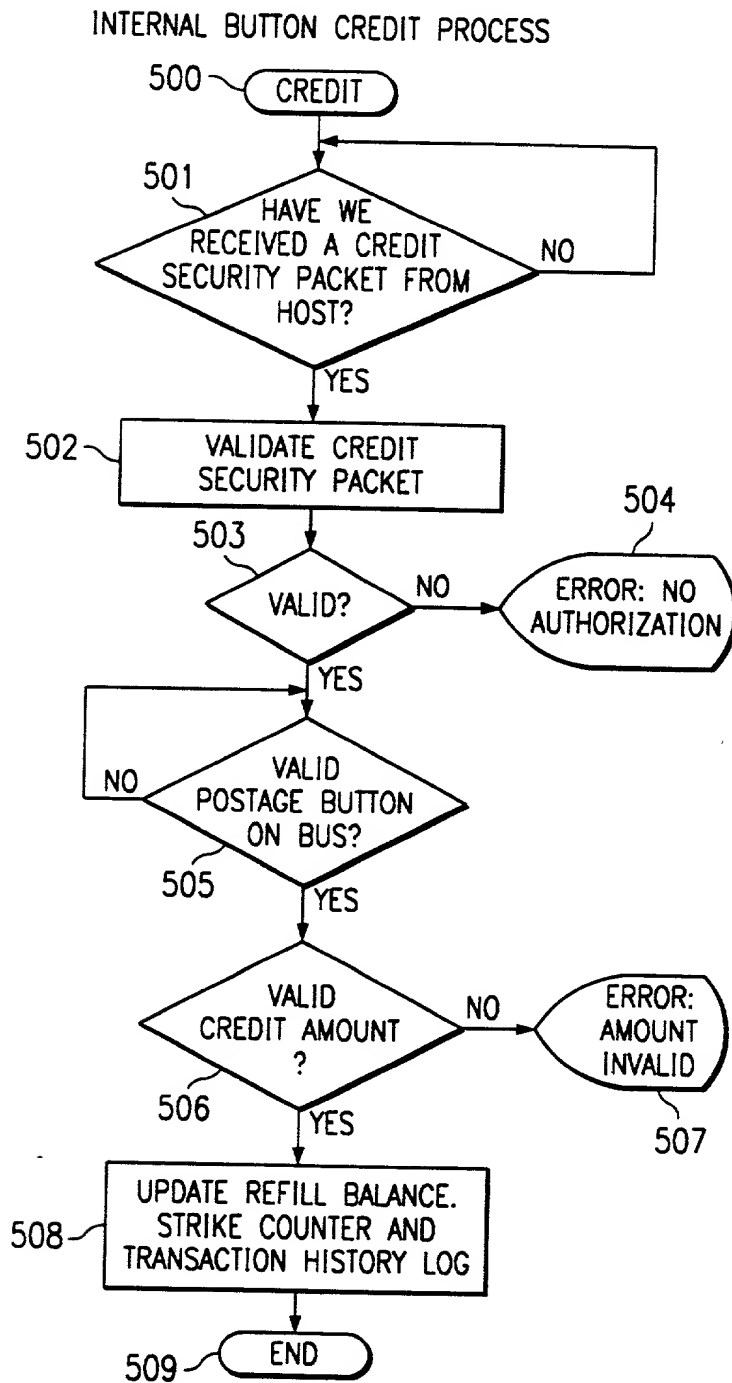 INTERNAL BUTTON CREDIT PROCESS
500
CREDIT
501
HAVE WE
RECEIVED A CREDIT
SECURITY PACKET FROM
HOST?
NO
YES
502
VALIDATE CREDIT
SECURITY PACKET
503
VALID?
NO
504
ERROR: NO
AUTHORIZATION
YES
NO
VALID
POSTAGE BUTTON
ON BUS?
505
YES
VALID
CREDIT AMOUNT
?
NO
506
ERROR:
AMOUNT
INVALID
507
YES
508
UPDATE REFILL BALANCE.
STRIKE COUNTER AND
TRANSACTION HISTORY LOG
509
END